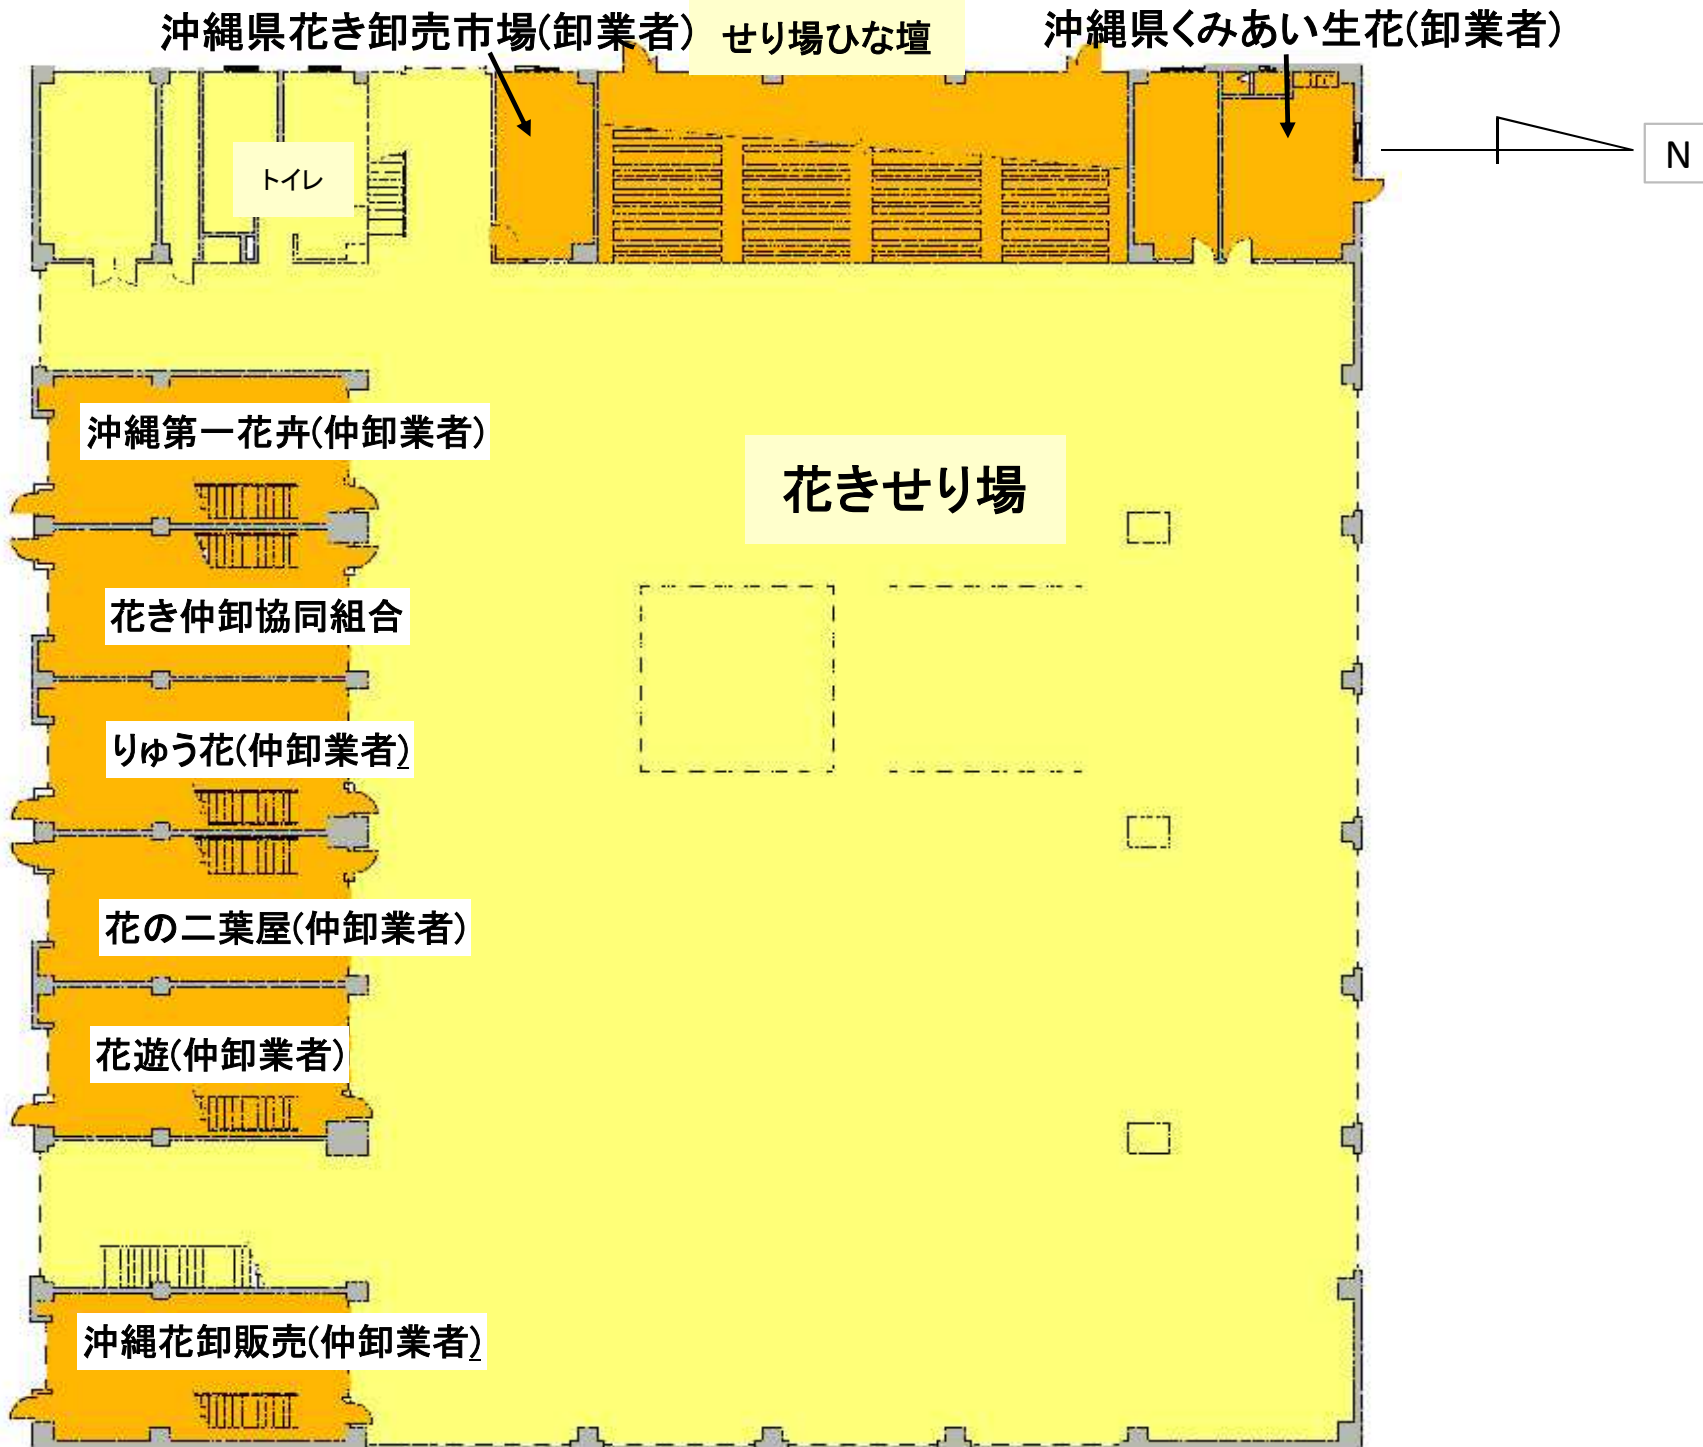 沖縄県花き卸売市場(卸業者)
せり場ひな壇
沖縄県くみあい生花(卸業者)
N
トイレ
沖縄第一花卉(仲卸業者)
花きせり場
花き仲卸協同組合
りゅう花(仲卸業者)
花の二葉屋(仲卸業者)
花遊(仲卸業者)
沖縄花卸販売(仲卸業者)